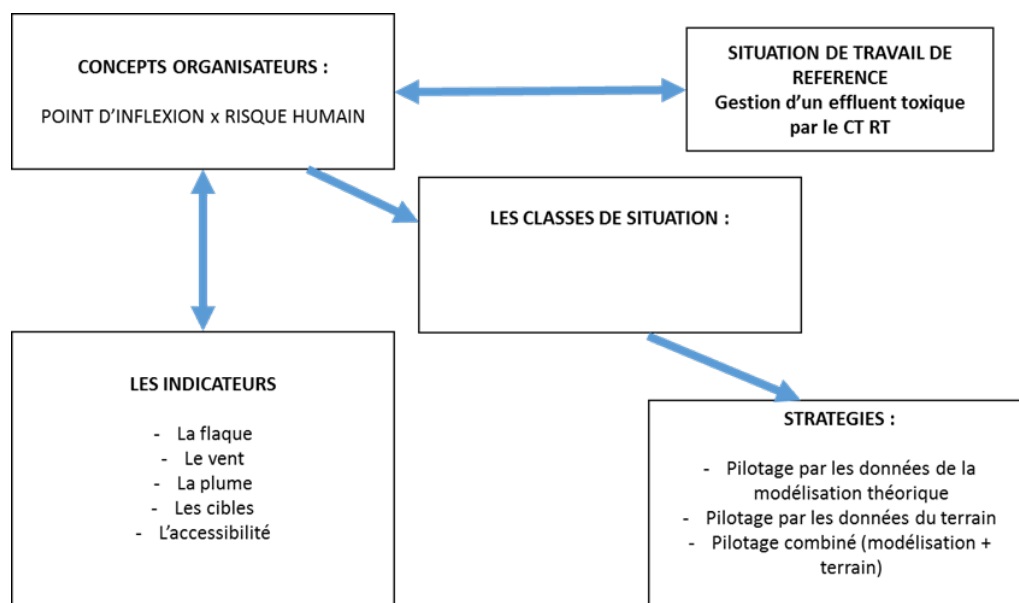 CONCEPTS ORGANISATEURS :
POINT D'INFLEXION x RISQUE HUMAIN
SITUATION DE TRAVAIL DE
REFERENCE
Gestion d'un effluent toxique
par le CT RT
LES CLASSES DE SITUATION :
LES INDICATEURS
- La flaque
- Le vent
- La plume
- Les cibles
- L'accessibilité
STRATEGIES :
- Pilotage par les données de la
modélisation théorique
- Pilotage par les données du terrain
- Pilotage combiné (modélisation +
terrain)